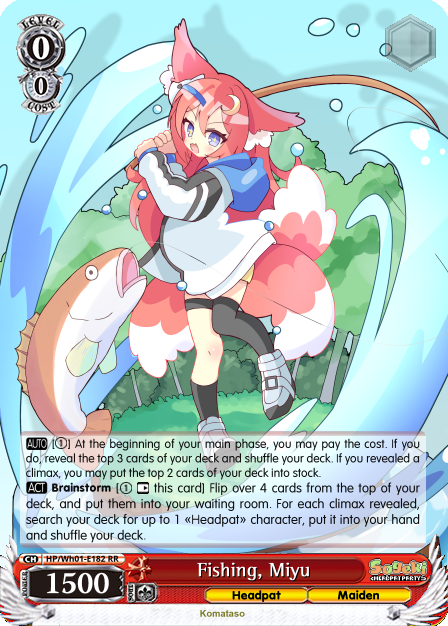 LEVEL
0
0
COST
AUTO [①] At the beginning of your main phase, you may pay the cost. If you
do, reveal the top 3 cards of your deck and shuffle your deck. If you revealed a
climax, you may put the top 2 cards of your deck into stock.
ACT Brainstorm [① this card] Flip over 4 cards from the top of your
deck, and put them into your waiting room. For each climax revealed,
search your deck for up to 1 «Headpat» character, put it into your hand
and shuffle your deck.
CH HP/Wh01-E182 RR
POWER 1500 SOUL Fishing, Miyu
Sayaki
HEADPAT PARTY
Headpat Maiden
Komataso